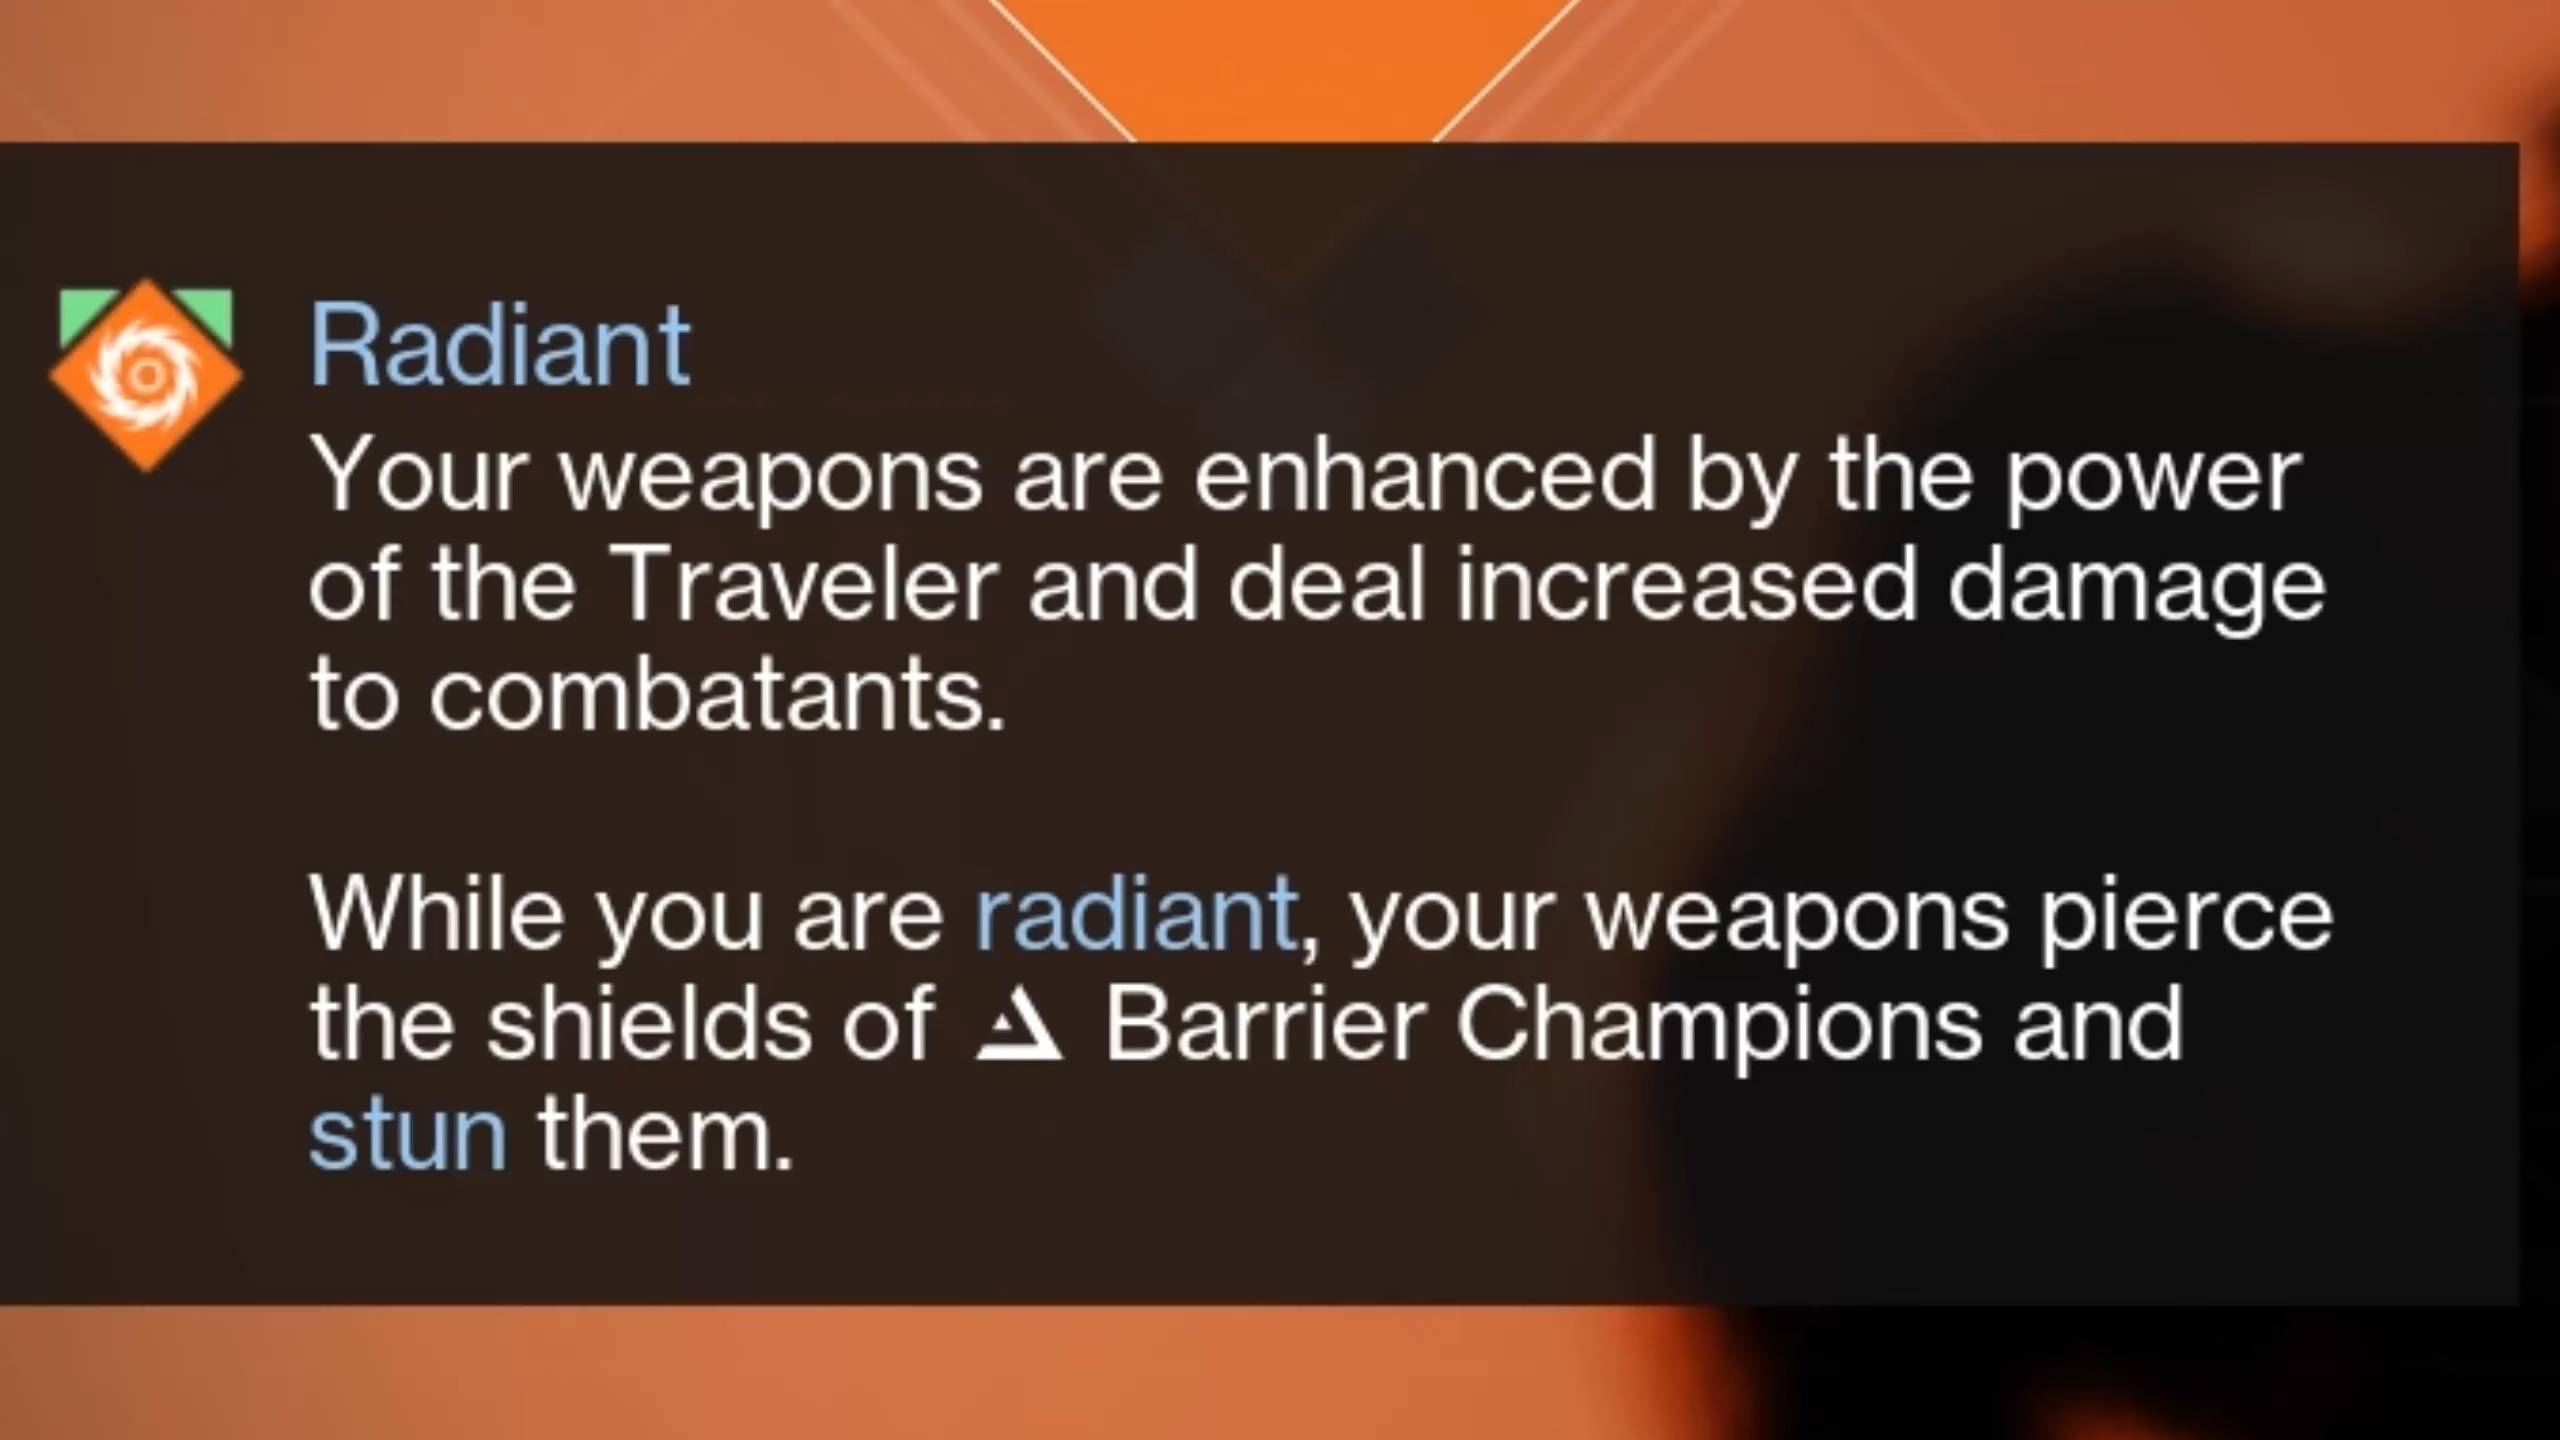 Radiant
Your weapons are enhanced by the power
of the Traveler and deal increased damage
to combatants.
While you are radiant, your weapons pierce
the shields of Barrier Champions and
stun them.